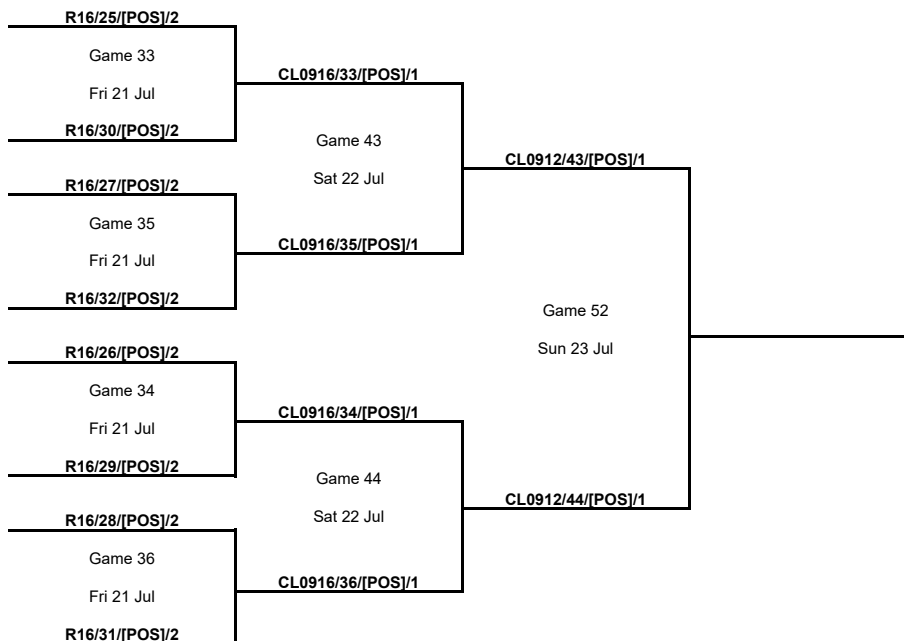 R16/25/[POS]/2
Game 33
Fri 21 Jul
R16/30/[POS]/2
CL0916/33/[POS]/1
Game 43
Sat 22 Jul
R16/27/[POS]/2
Game 35
Fri 21 Jul
R16/32/[POS]/2
CL0916/35/[POS]/1
CL0912/43/[POS]/1
Game 52
Sun 23 Jul
R16/26/[POS]/2
Game 34
Fri 21 Jul
R16/29/[POS]/2
CL0916/34/[POS]/1
Game 44
Sat 22 Jul
CL0912/44/[POS]/1
R16/28/[POS]/2
Game 36
Fri 21 Jul
R16/31/[POS]/2
CL0916/36/[POS]/1